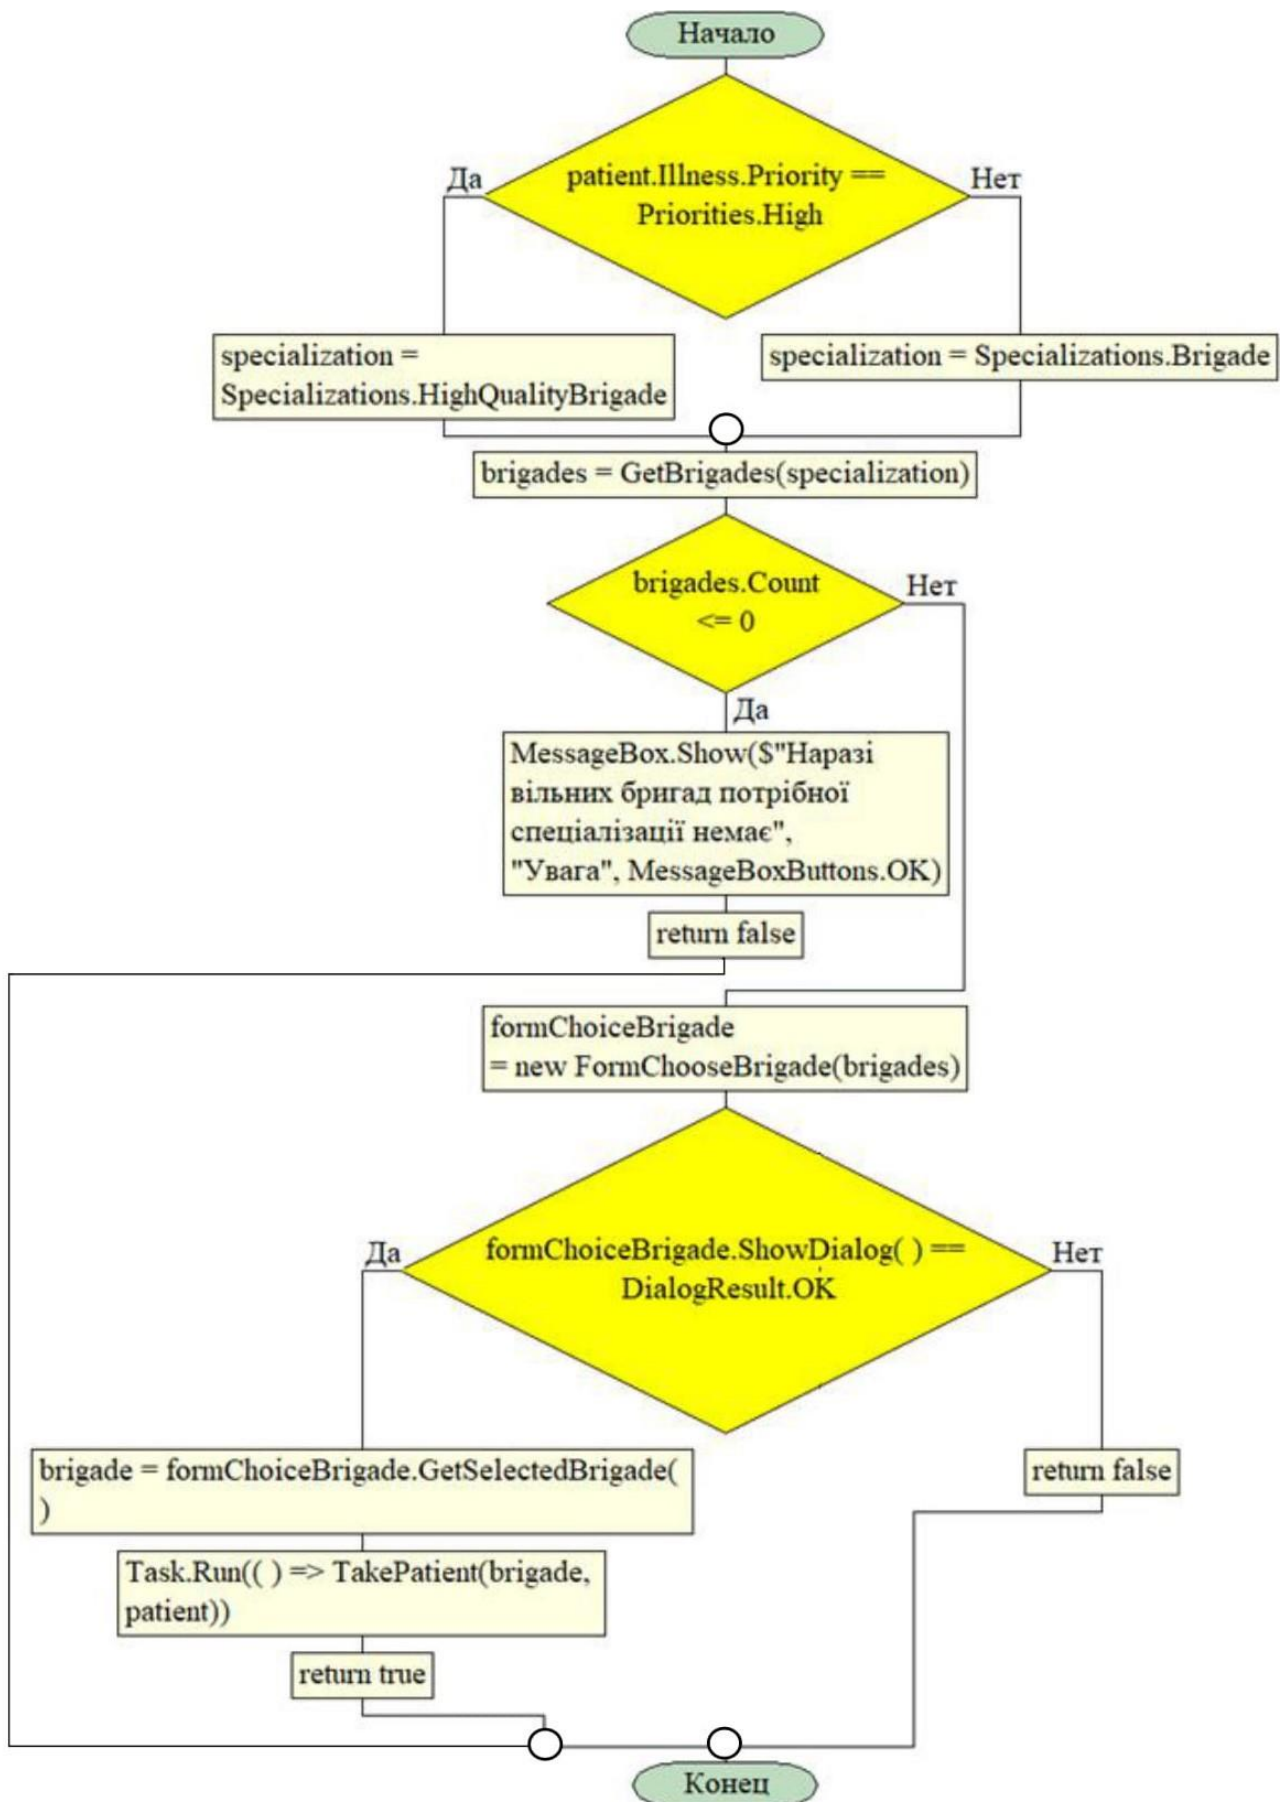 Начало
patient.Illness.Priority ==
Priorities.High
Да
Нет
specialization =
Specializations.HighQualityBrigade
specialization = Specializations.Brigade
brigades = GetBrigades(specialization)
brigades.Count
<= 0
Нет
Да
MessageBox.Show($"Наразі
вільних бригад потрібної
спеціалізації немає",
"Увага", MessageBoxButtons.OK)
return false
formChoiceBrigade
= new FormChooseBrigade(brigades)
formChoiceBrigade.ShowDialog( ) ==
DialogResult.OK
Да
Нет
brigade = formChoiceBrigade.GetSelectedBrigade(
)
return false
Task.Run(( ) => TakePatient(brigade,
patient))
return true
Конец